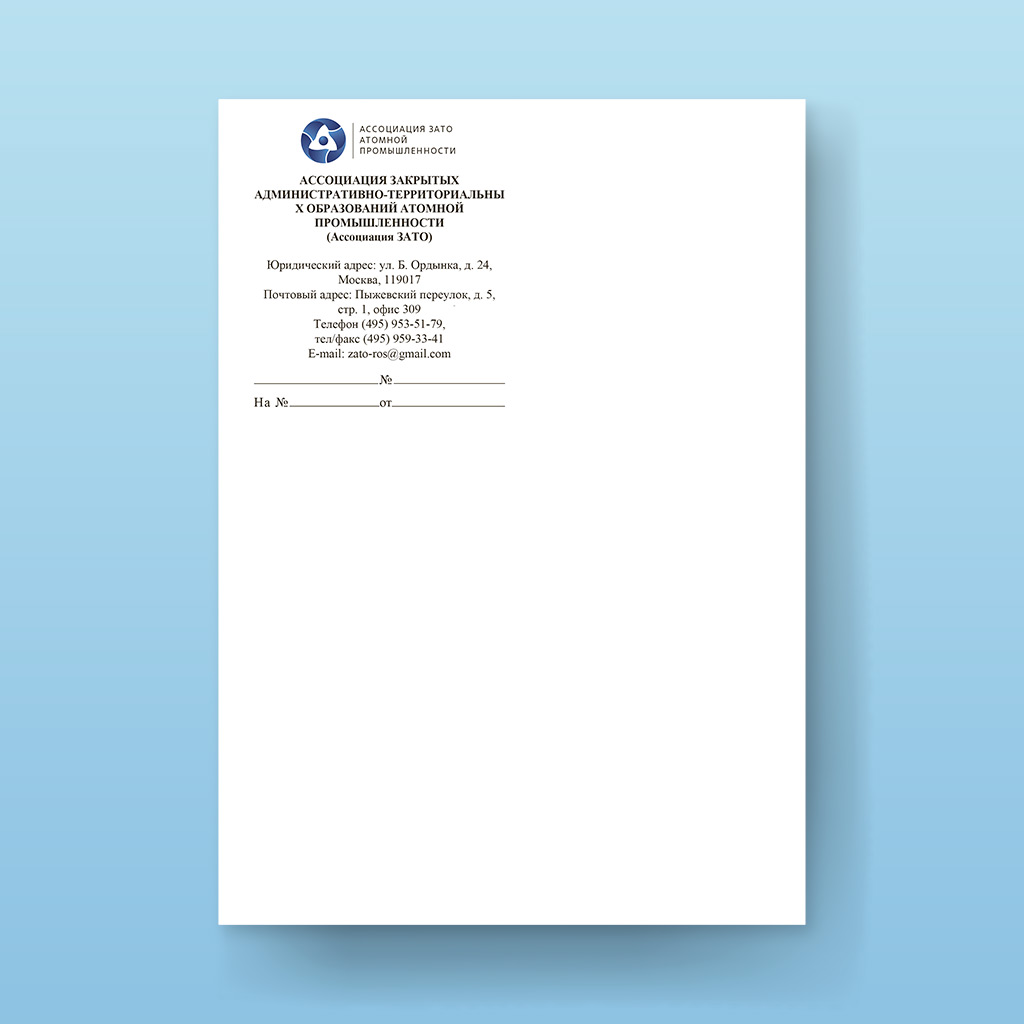 АССОЦИАЦИЯ ЗАТО
АТОМНОЙ
ПРОМЫШЛЕННОСТИ
АССОЦИАЦИЯ ЗАКРЫТЫХ
АДМИНИСТРАТИВНО-ТЕРРИТОРИАЛЬНЫ
Х ОБРАЗОВАНИЙ АТОМНОЙ
ПРОМЫШЛЕННОСТИ
(Ассоциация ЗАТО)
Юридический адрес: ул. Б. Ордынка, д. 24,
Москва, 119017
Почтовый адрес: Пыжевский переулок, д. 5,
стр. 1, офис 309
Телефон (495) 953-51-79,
тел/факс (495) 959-33-41
E-mail: zato-ros@gmail.com
____________________№__________________
На №______________от__________________